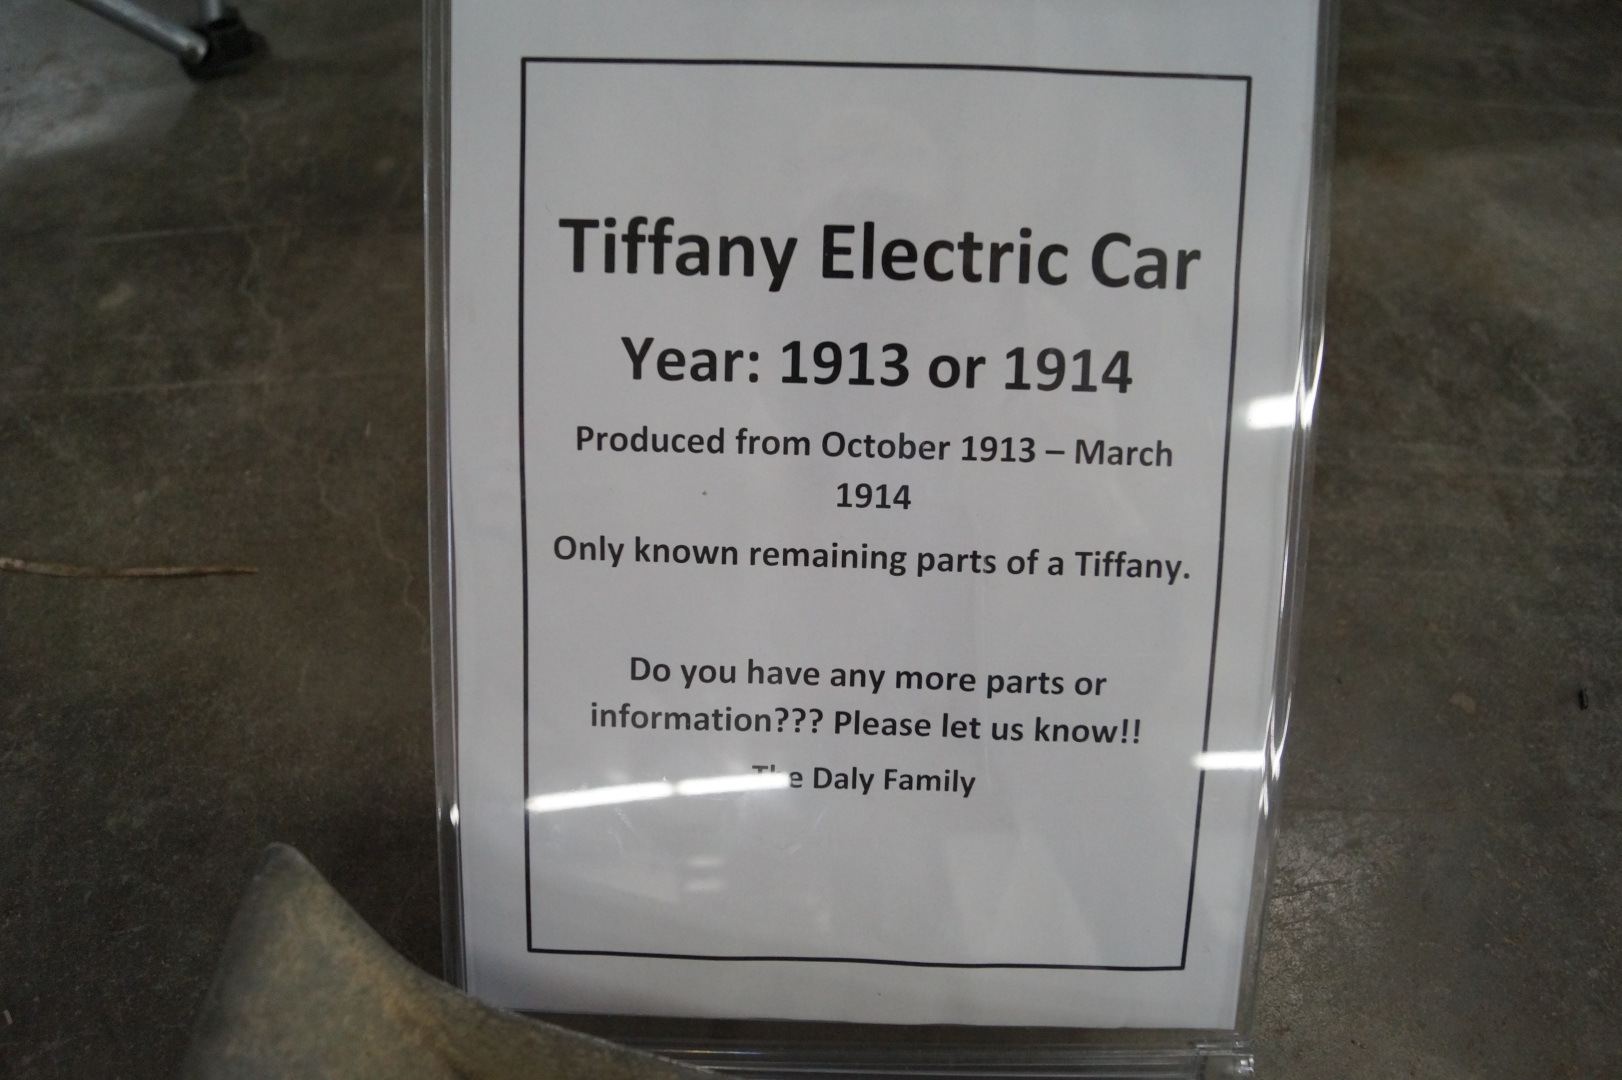 Tiffany Electric Car
Year: 1913 or 1914
Produced from October 1913 – March
1914
Only known remaining parts of a Tiffany.
Do you have any more parts or
information??? Please let us know!!
The Daly Family